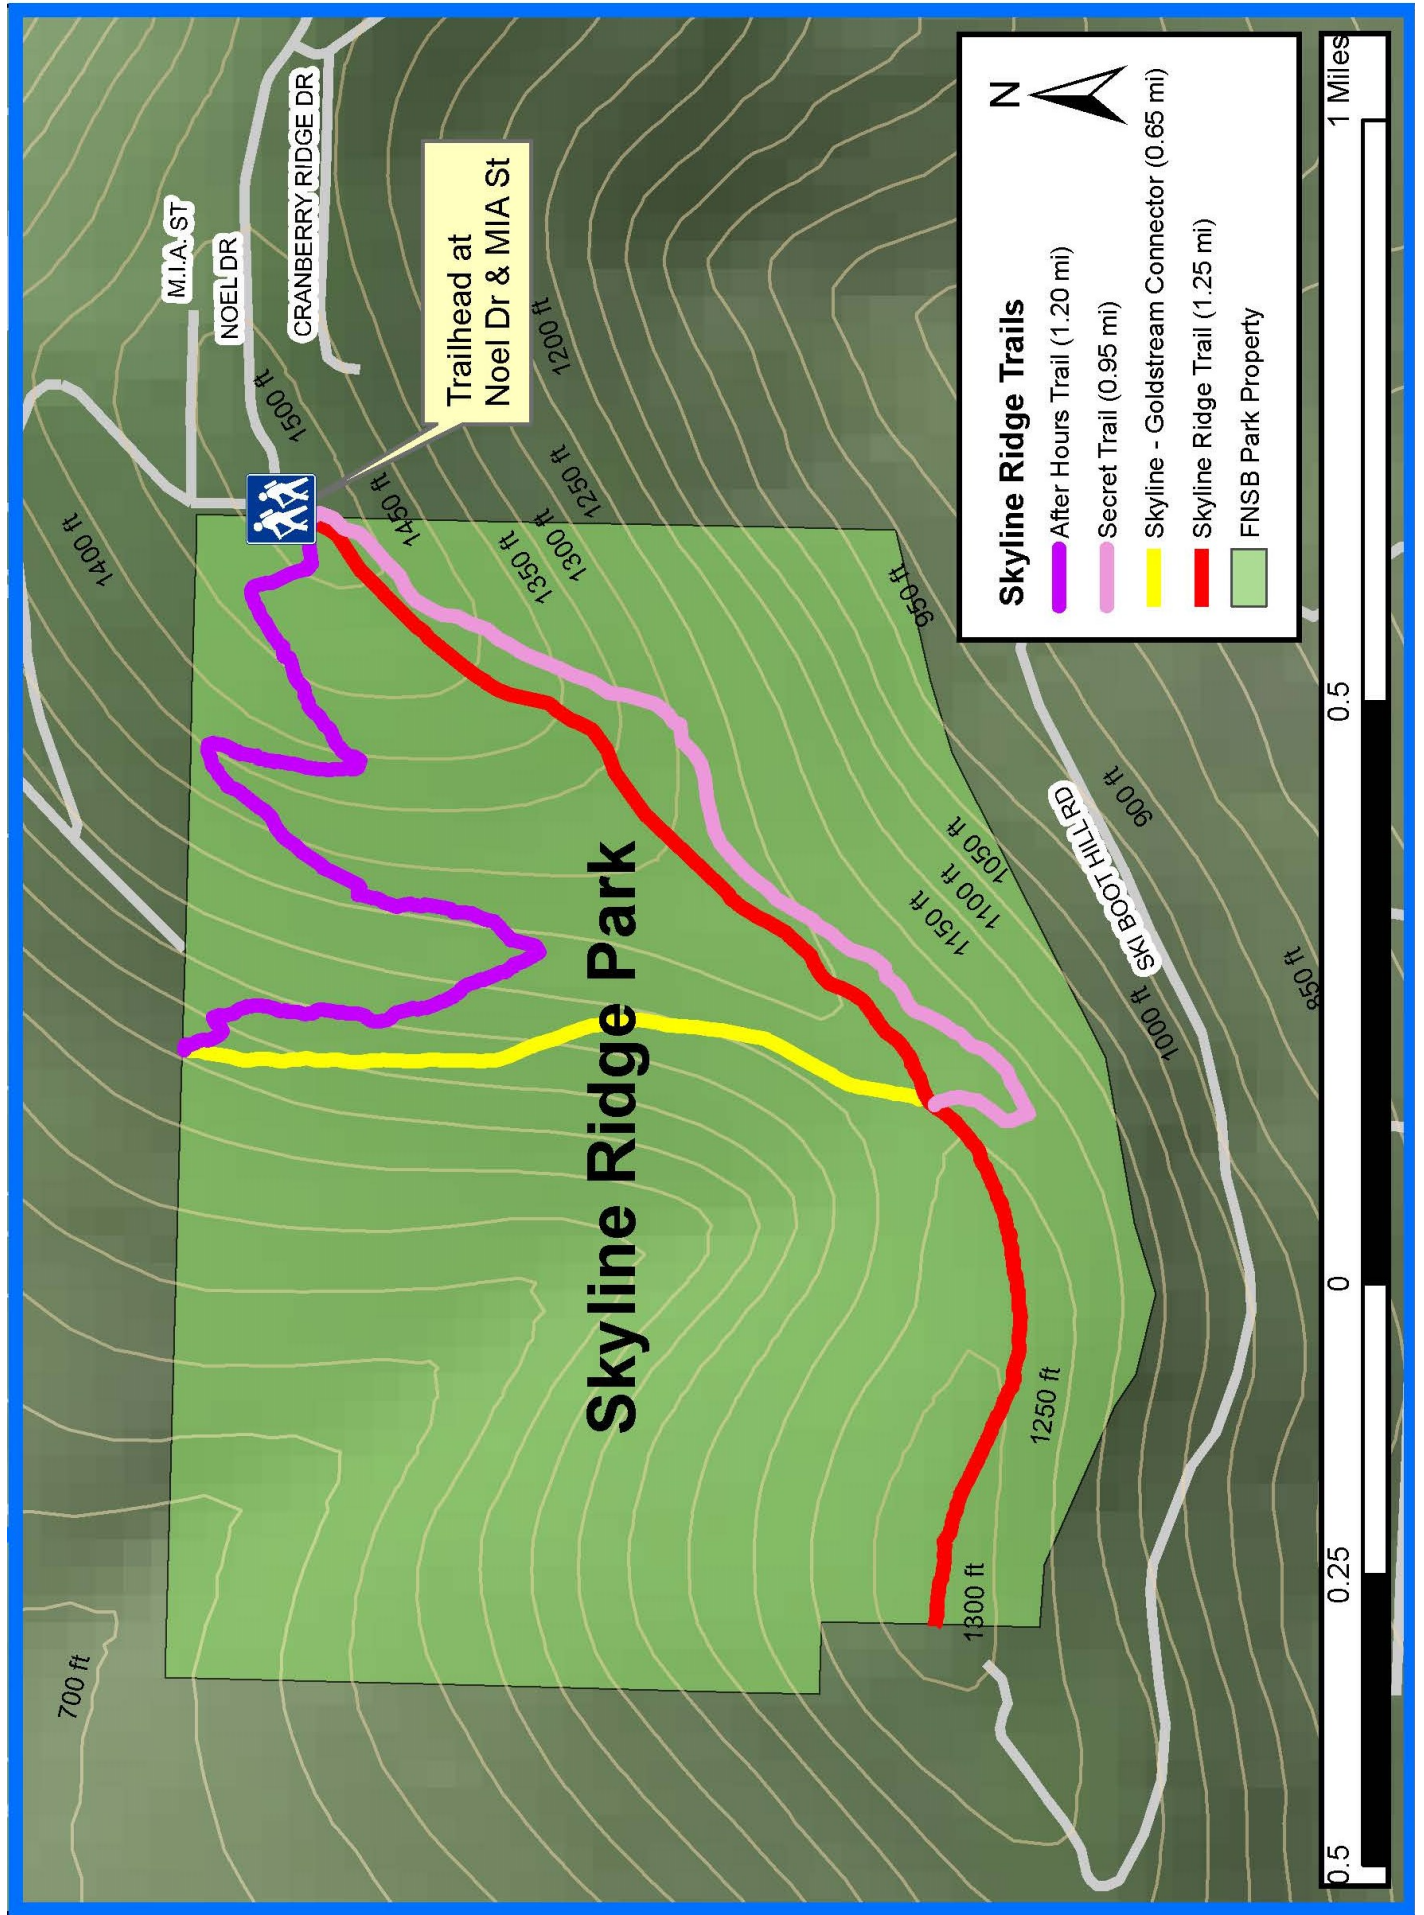 M.I.A. ST
NOEL DR
CRANBERRY RIDGE DR
Trailhead at
Noel Dr & MIA St
1400 ft
1500 ft
1450 ft
1350 ft
1300 ft
1250 ft
1200 ft
950 ft
Skyline Ridge Park
1150 ft
1100 ft
1050 ft
SKI BOOT HILL RD
900 ft
1000 ft
850 ft
1250 ft
1300 ft
700 ft
N
Skyline Ridge Trails
After Hours Trail (1.20 mi)
Secret Trail (0.95 mi)
Skyline - Goldstream Connector (0.65 mi)
Skyline Ridge Trail (1.25 mi)
FNSB Park Property
0.5 0.25 0 0.5 1 Miles